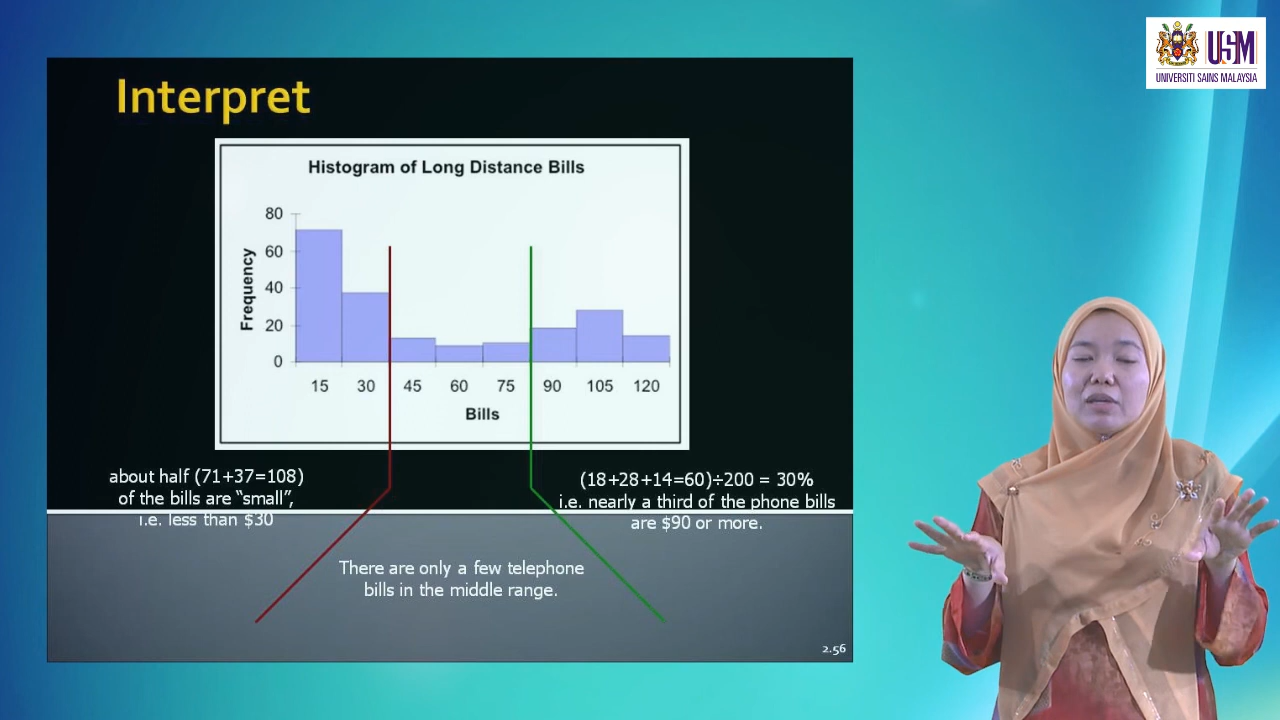 USM
UNIVERSITI SAINS MALAYSIA
Interpret
Histogram of Long Distance Bills
80
60
40
20
0
Frequency
15 30 45 60 75 90 105 120
Bills
about half (71+37=108)
of the bills are “small”,
i.e. less than $30
(18+28+14=60)÷200 = 30%
i.e. nearly a third of the phone bills
are $90 or more.
There are only a few telephone
bills in the middle range.
2.56